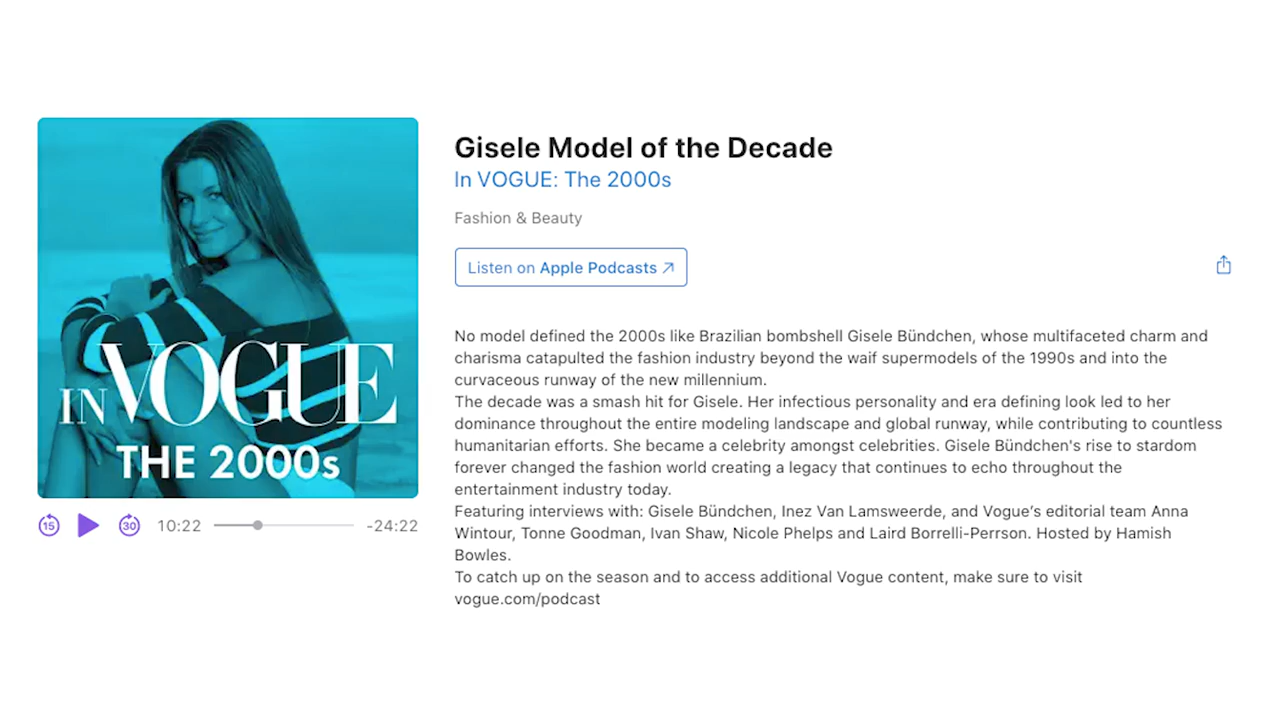 IN VOGUE
THE 2000s
15
30
10:22
-24:22
Gisele Model of the Decade
In VOGUE: The 2000s
Fashion & Beauty
Listen on Apple Podcasts ↗
No model defined the 2000s like Brazilian bombshell Gisele Bündchen, whose multifaceted charm and
charisma catapulted the fashion industry beyond the waif supermodels of the 1990s and into the
curvaceous runway of the new millennium.
The decade was a smash hit for Gisele. Her infectious personality and era defining look led to her
dominance throughout the entire modeling landscape and global runway, while contributing to countless
humanitarian efforts. She became a celebrity amongst celebrities. Gisele Bündchen's rise to stardom
forever changed the fashion world creating a legacy that continues to echo throughout the
entertainment industry today.
Featuring interviews with: Gisele Bündchen, Inez Van Lamsweerde, and Vogue’s editorial team Anna
Wintour, Tonne Goodman, Ivan Shaw, Nicole Phelps and Laird Borrelli-Perrson. Hosted by Hamish
Bowles.
To catch up on the season and to access additional Vogue content, make sure to visit
vogue.com/podcast